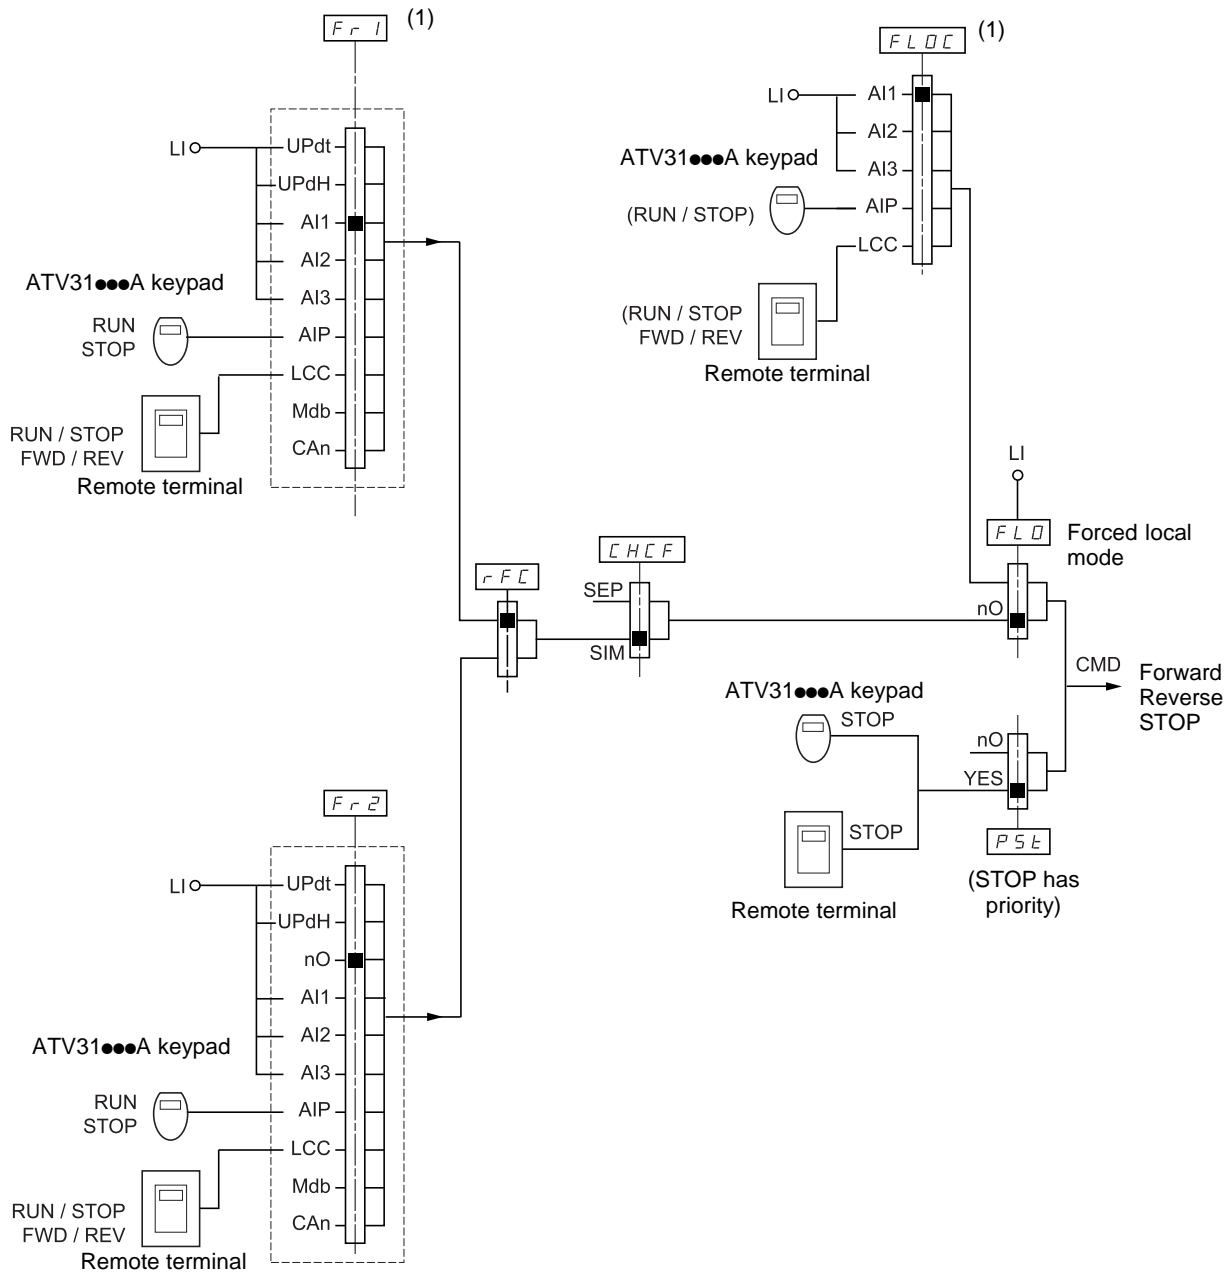 Fr1 (1)
LI
UPdt
UPdH
AI1
AI2
ATV31●●●A keypad
AI3
RUN
STOP
AIP
LCC
Mdb
RUN / STOP
FWD / REV
CAn
Remote terminal
FLOC (1)
LI
AI1
AI2
ATV31●●●A keypad
AI3
(RUN / STOP)
AIP
LCC
(RUN / STOP
FWD / REV
Remote terminal
LI
FLO
Forced local
mode
nO
rFC
CHCF
SEP
SIM
CMD
Forward
Reverse
STOP
ATV31●●●A keypad
STOP
nO
YES
STOP
PSt
(STOP has
priority)
Remote terminal
Fr2
LI
UPdt
UPdH
nO
AI1
AI2
ATV31●●●A keypad
AI3
RUN
STOP
AIP
LCC
Mdb
RUN / STOP
FWD / REV
CAn
Remote terminal